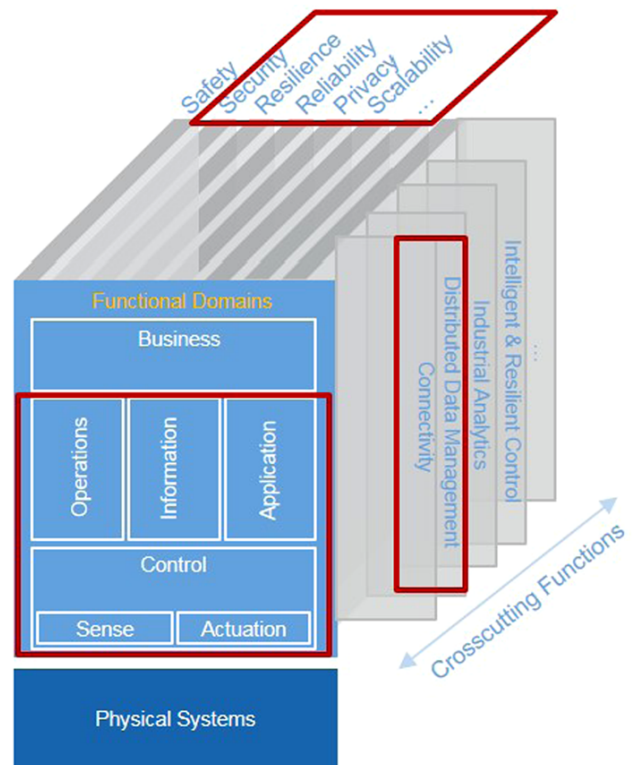 Safety
Security
Resilience
Reliability
Privacy
Scalability
...
Functional Domains
Business
Operations
Information
Application
Control
Sense
Actuation
Physical Systems
Connectivity
Distributed Data Management
Industrial Analytics
Intelligent & Resilient Control
...
Crosscutting Functions